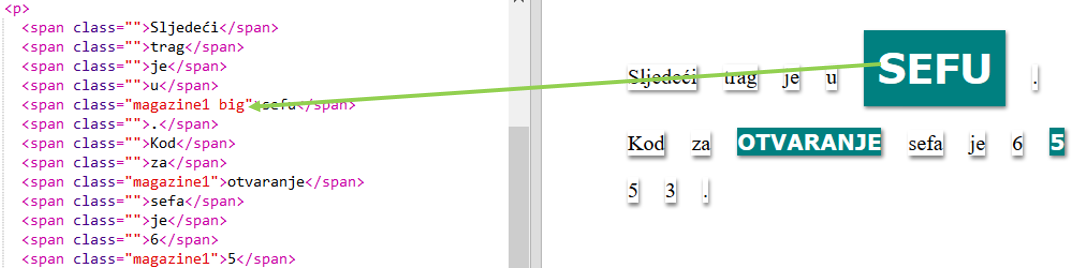 <p>
<span class="">Sljedeći</span>
<span class="">trag</span>
<span class="">je</span>
<span class="">u</span>
<span class="magazine1 big">sefu</span>
<span class="">.</span>
<span class="">Kod</span>
<span class="">za</span>
<span class="magazine1">otvaranje</span>
<span class="">sefa</span>
<span class="">je</span>
<span class="">6</span>
<span class="magazine1">5</span>
Sljedeći trag je u SEFU .
Kod za OTVARANJE sefa je 6 5
5 3 .